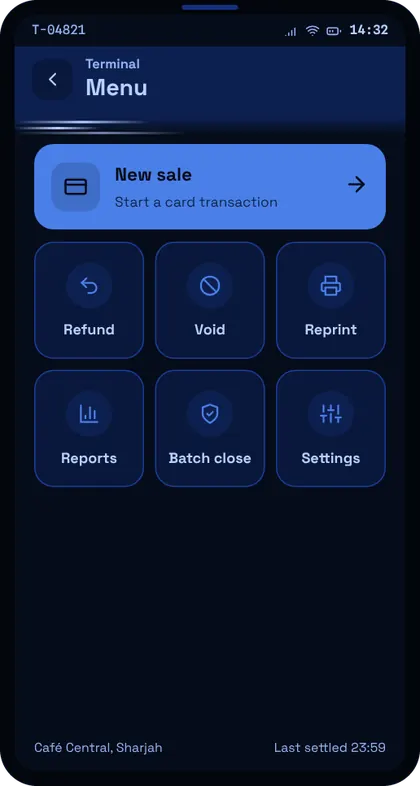 T-04821 14:32
Terminal
Menu
New sale
Start a card transaction
Refund Void Reprint
Reports Batch close Settings
Café Central, Sharjah Last settled 23:59